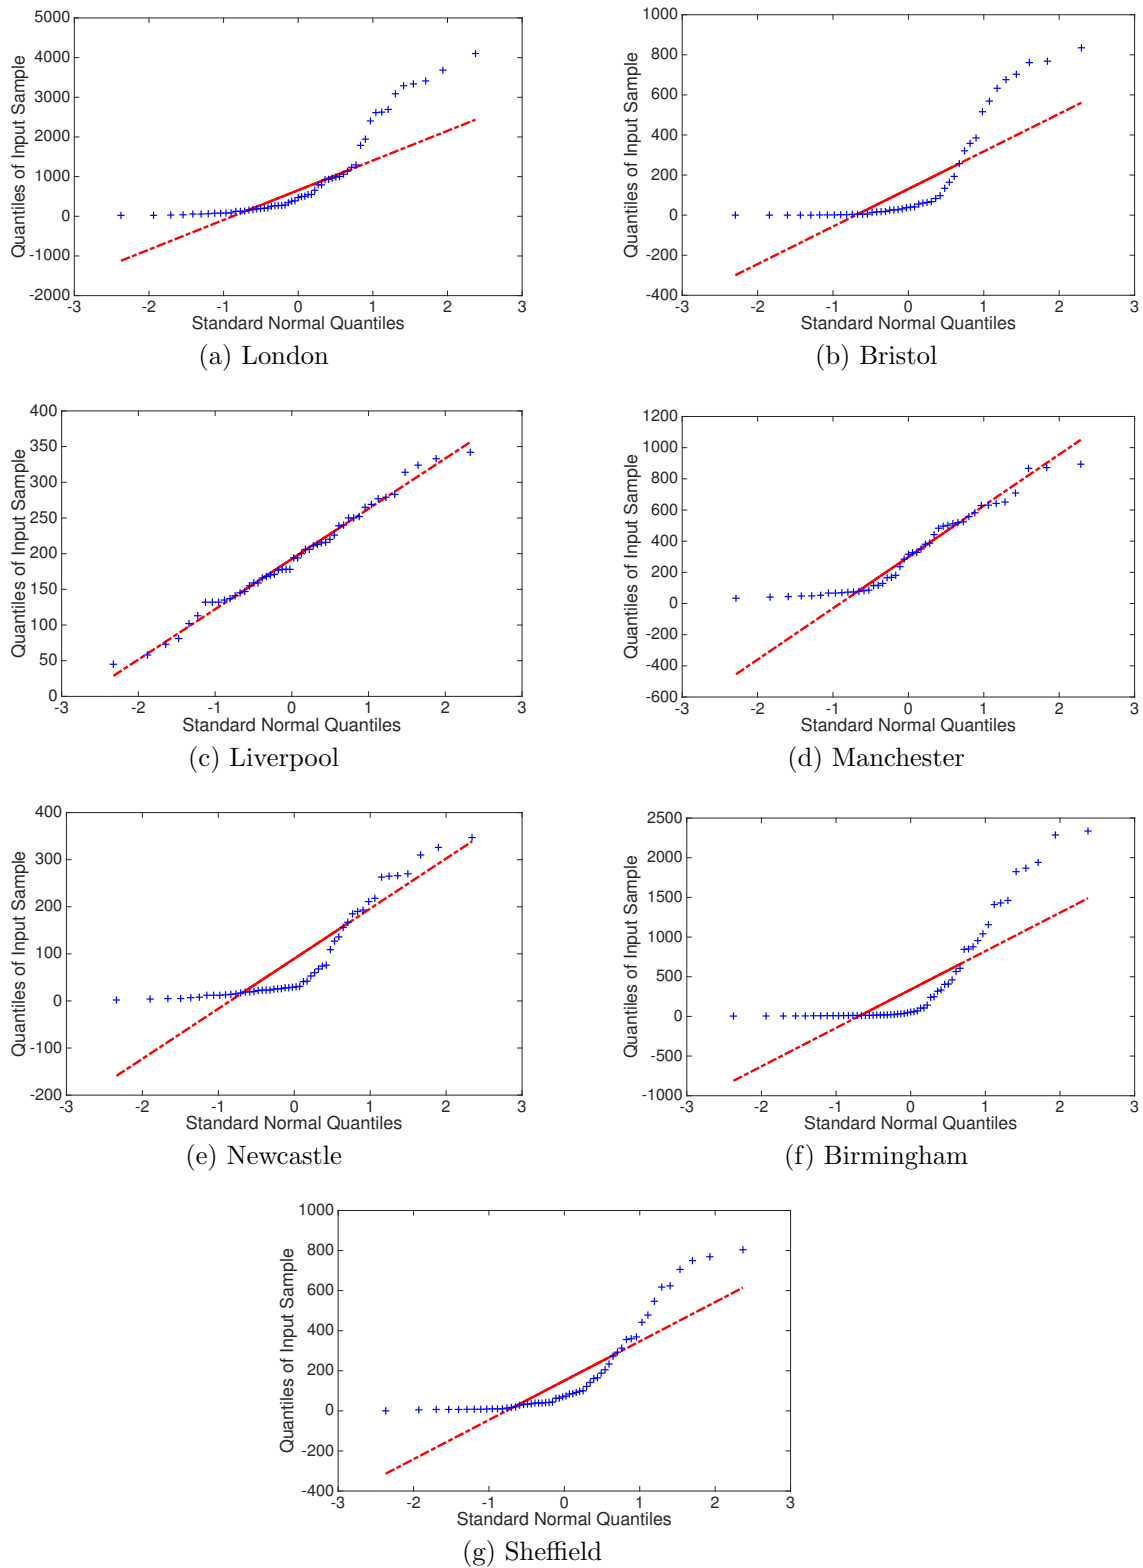 5000
4000
3000
2000
1000
0
-1000
-2000
Quantiles of Input Sample
-3 -2 -1 0 1 2 3
Standard Normal Quantiles
(a) London
1000
800
600
400
200
0
-200
-400
Quantiles of Input Sample
-3 -2 -1 0 1 2 3
Standard Normal Quantiles
(b) Bristol
400
350
300
250
200
150
100
50
0
Quantiles of Input Sample
-3 -2 -1 0 1 2 3
Standard Normal Quantiles
(c) Liverpool
1200
1000
800
600
400
200
0
-200
-400
-600
Quantiles of Input Sample
-3 -2 -1 0 1 2 3
Standard Normal Quantiles
(d) Manchester
400
300
200
100
0
-100
-200
Quantiles of Input Sample
-3 -2 -1 0 1 2 3
Standard Normal Quantiles
(e) Newcastle
2500
2000
1500
1000
500
0
-500
-1000
Quantiles of Input Sample
-3 -2 -1 0 1 2 3
Standard Normal Quantiles
(f) Birmingham
1000
800
600
400
200
0
-200
-400
Quantiles of Input Sample
-3 -2 -1 0 1 2 3
Standard Normal Quantiles
(g) Sheffield